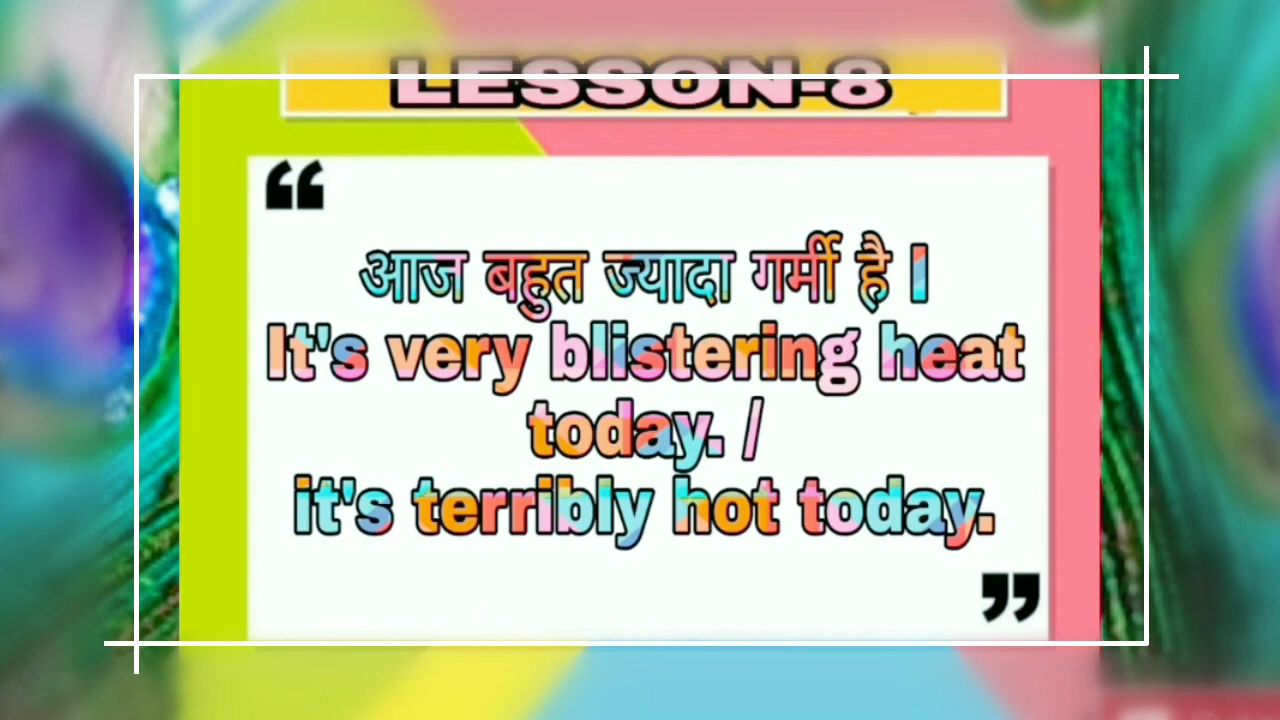 LESSON-8
“
आज बहुत ज्यादा गर्मी है ।
It's very blistering heat
today. /
it's terribly hot today.
”